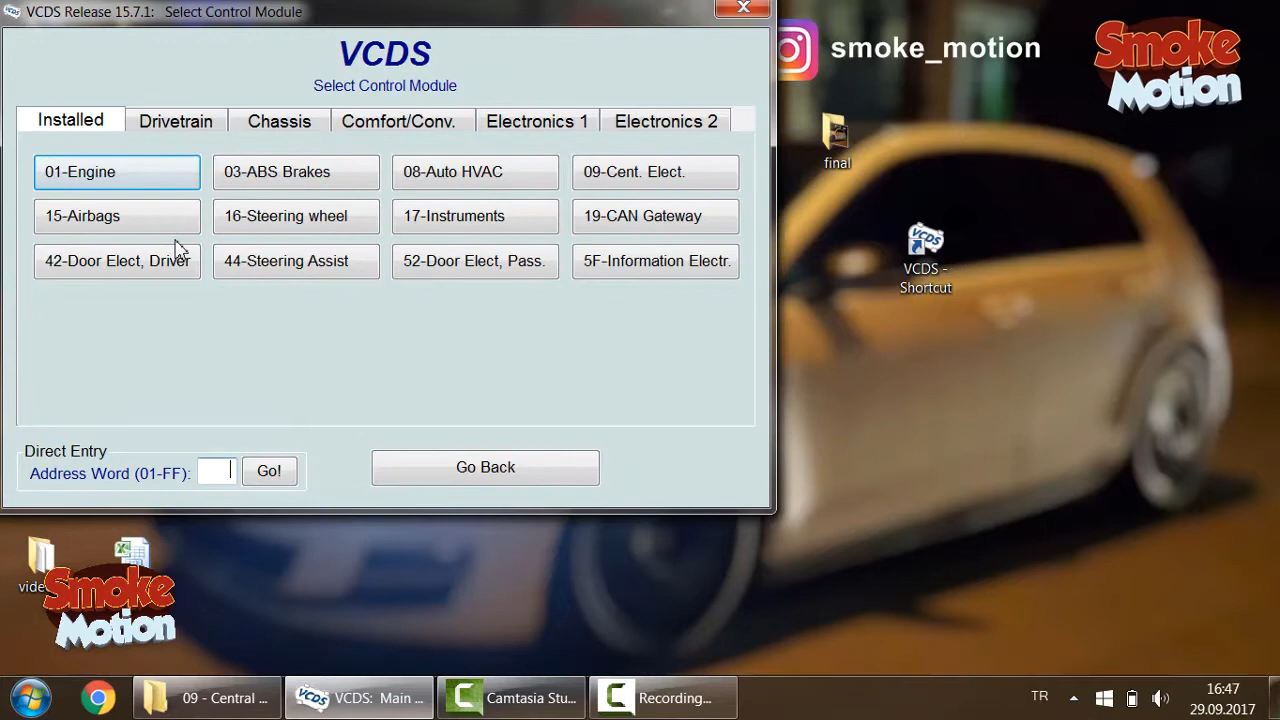 VCDS Release 15.7.1: Select Control Module
VCDS
Select Control Module
Installed
Drivetrain
Chassis
Comfort/Conv.
Electronics 1
Electronics 2
01-Engine
03-ABS Brakes
08-Auto HVAC
09-Cent. Elect.
15-Airbags
16-Steering wheel
17-Instruments
19-CAN Gateway
42-Door Elect, Driver
44-Steering Assist
52-Door Elect, Pass.
5F-Information Electr.
Direct Entry
Address Word (01-FF):
Go!
Go Back
smoke_motion
Smoke
Motion
final
VCDS
VCDS -
Shortcut
vide
Smoke
Motion
09 - Central ...
VCDS
VCDS: Main ...
Camtasia Stu...
Recording...
TR
16:47
29.09.2017